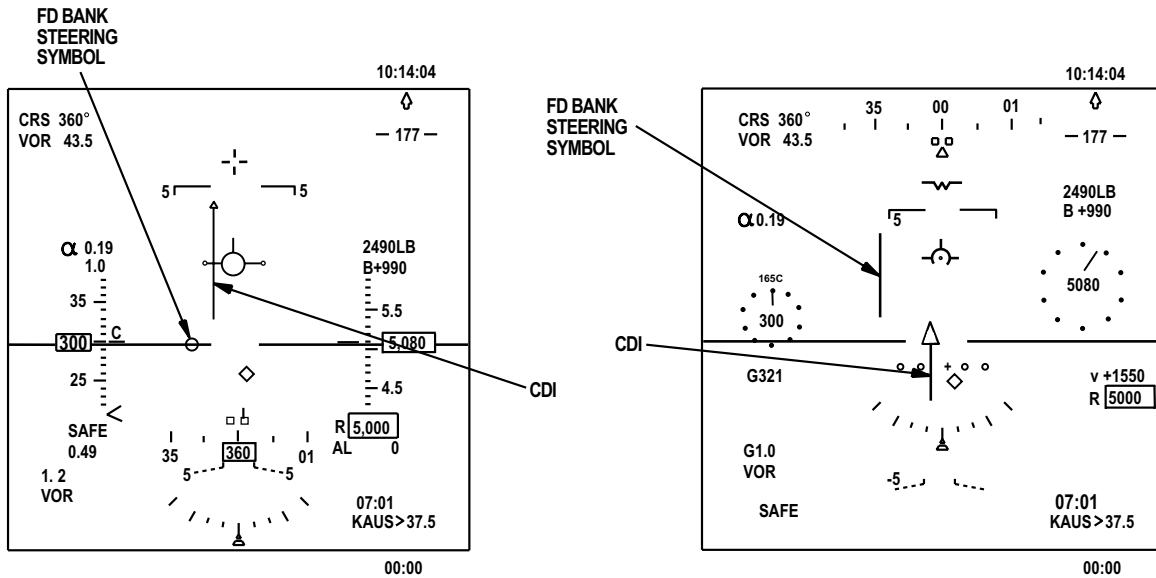 FD BANK
STEERING
SYMBOL
10:14:04
CRS 360°
VOR 43.5
177
5 5
α 0.19
1.0
2490LB
B+990
35
5.5
300
C
5,080
25
4.5
CDI
SAFE
0.49
R 5,000
AL 0
35 360 01
5 5
1. 2
VOR
07:01
KAUS>37.5
00:00
FD BANK
STEERING
SYMBOL
10:14:04
CRS 360°
VOR 43.5
35 00 01
177
2490LB
B +990
α 0.19
5
165C
300
5080
CDI
G321
v +1550
R 5000
G1.0
VOR
-5
SAFE
07:01
KAUS>37.5
00:00